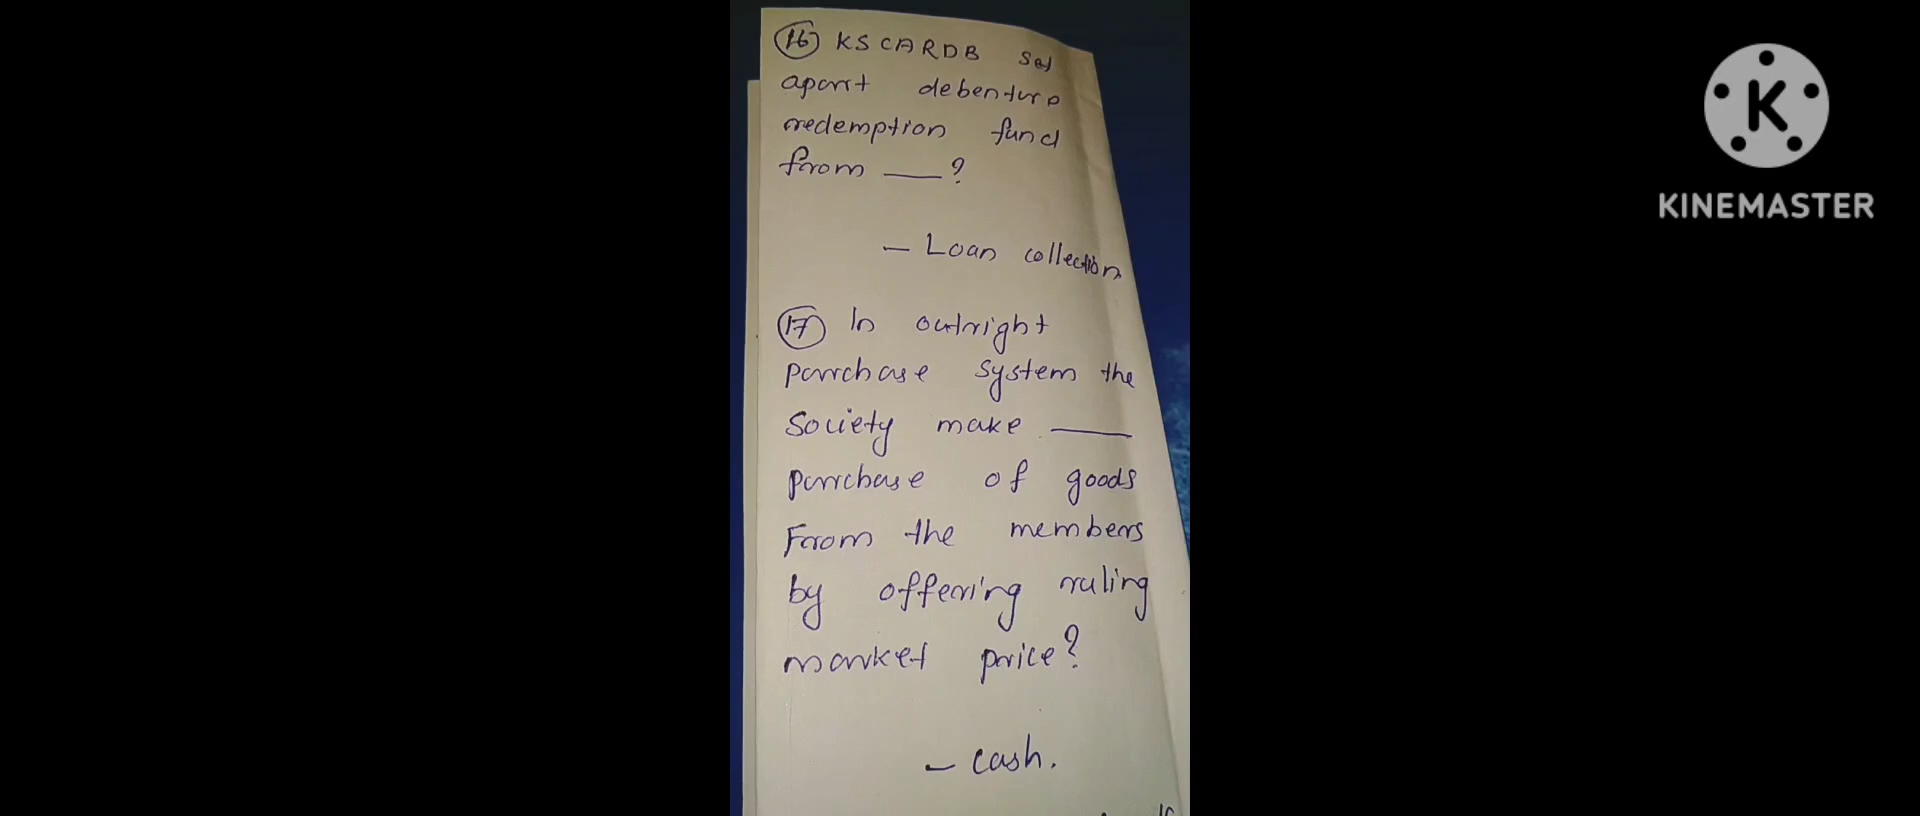 16 KSCARDB Set
apart debenture
redemption fund
from ___?
- Loan collection
17 In outright
purchase system the
Society make ___
purchase of goods
From the members
by offering ruling
market price?
- cash.
K
KINEMASTER